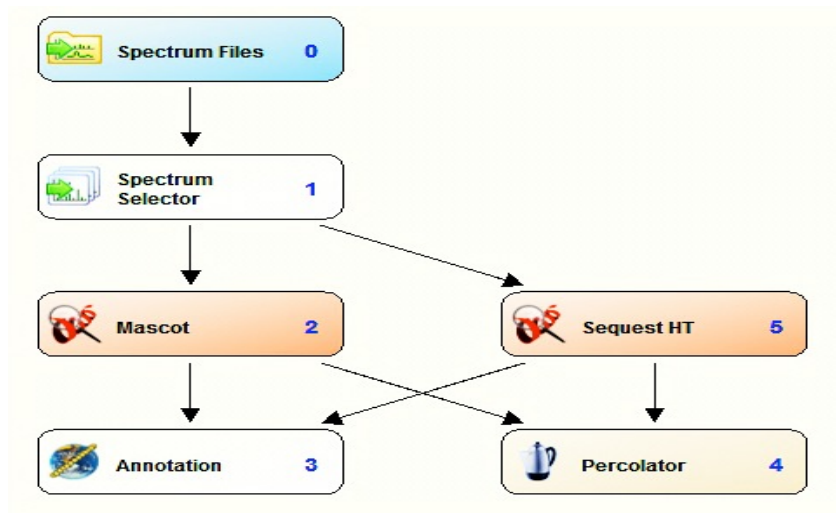 Spectrum Files 0
Spectrum
Selector 1
Mascot 2
Sequest HT 5
Annotation 3
Percolator 4